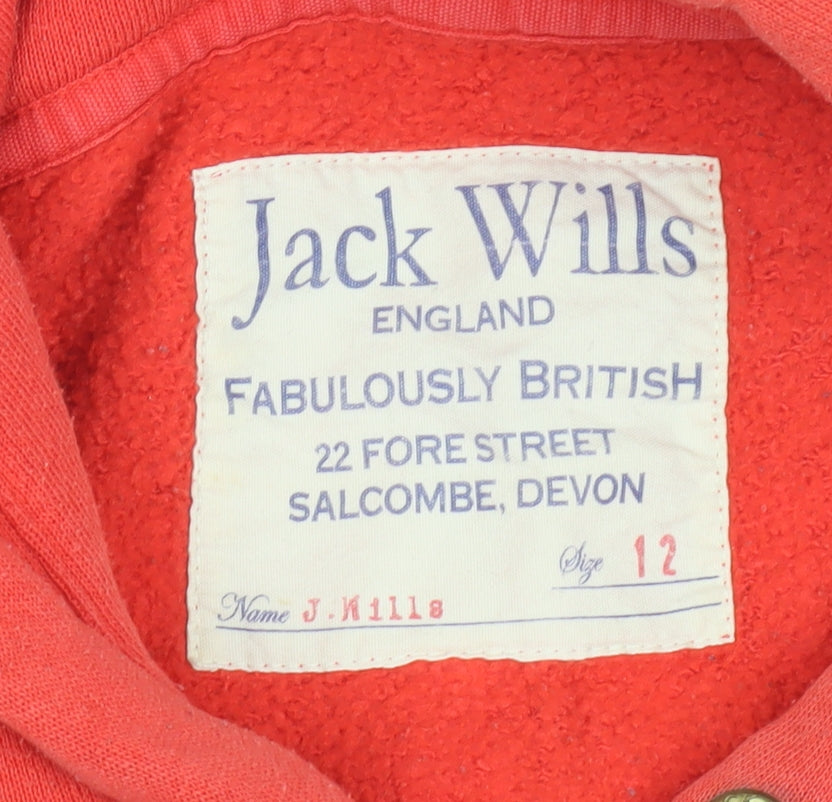 Jack Wills
ENGLAND
FABULOUSLY BRITISH
22 FORE STREET
SALCOMBE, DEVON
Size 12
Name J.Wills